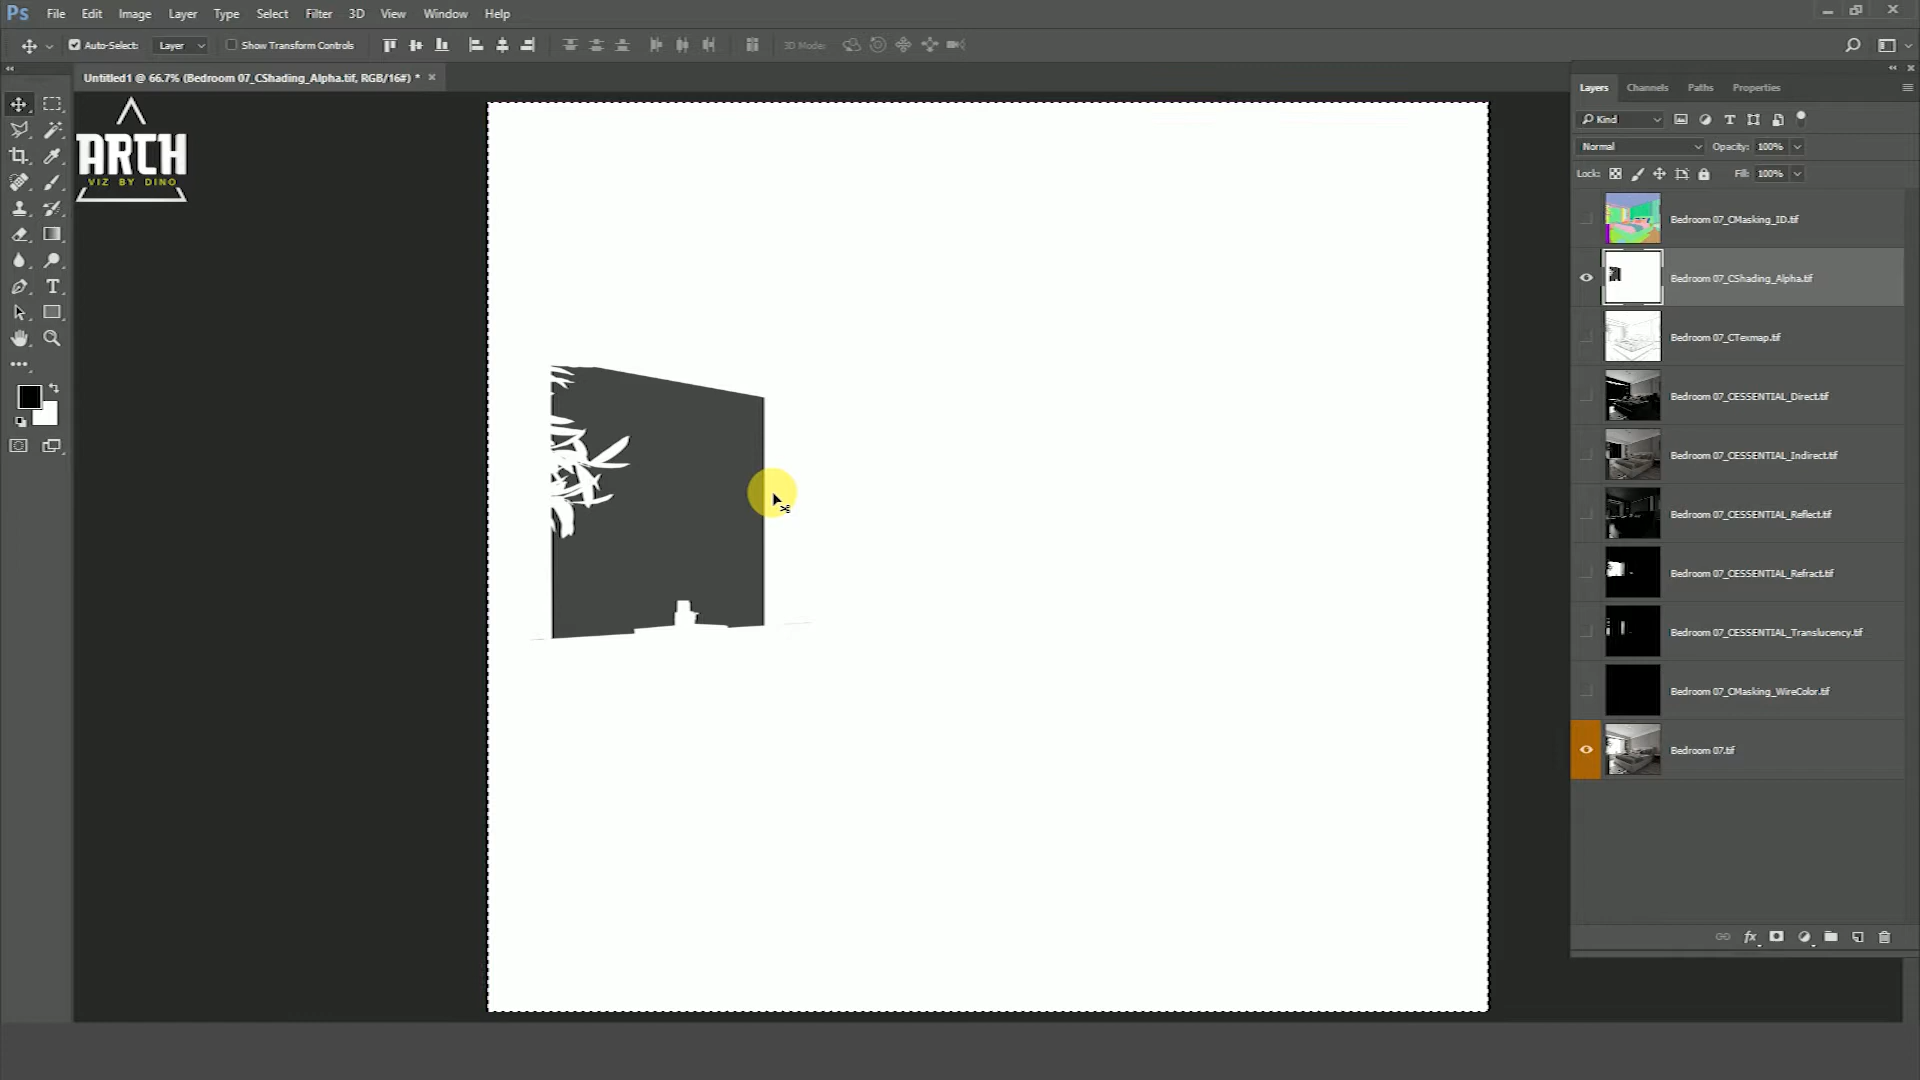 Ps File Edit Image Layer Type Select Filter 3D View Window Help
Auto-Select: Layer Show Transform Controls 3D Mode:
Untitled1 @ 66.7% (Bedroom 07_CShading_Alpha.tif, RGB/16#) * ×
ARCH
VIZ BY DINO
Layers Channels Paths Properties
Kind
Normal Opacity: 100%
Lock: Fill: 100%
Bedroom 07_CMasking_ID.tif
Bedroom 07_CShading_Alpha.tif
Bedroom 07_CTexmap.tif
Bedroom 07_CESSENTIAL_Direct.tif
Bedroom 07_CESSENTIAL_Indirect.tif
Bedroom 07_CESSENTIAL_Reflect.tif
Bedroom 07_CESSENTIAL_Refract.tif
Bedroom 07_CESSENTIAL_Translucency.tif
Bedroom 07_CMasking_WireColor.tif
Bedroom 07.tif
fx